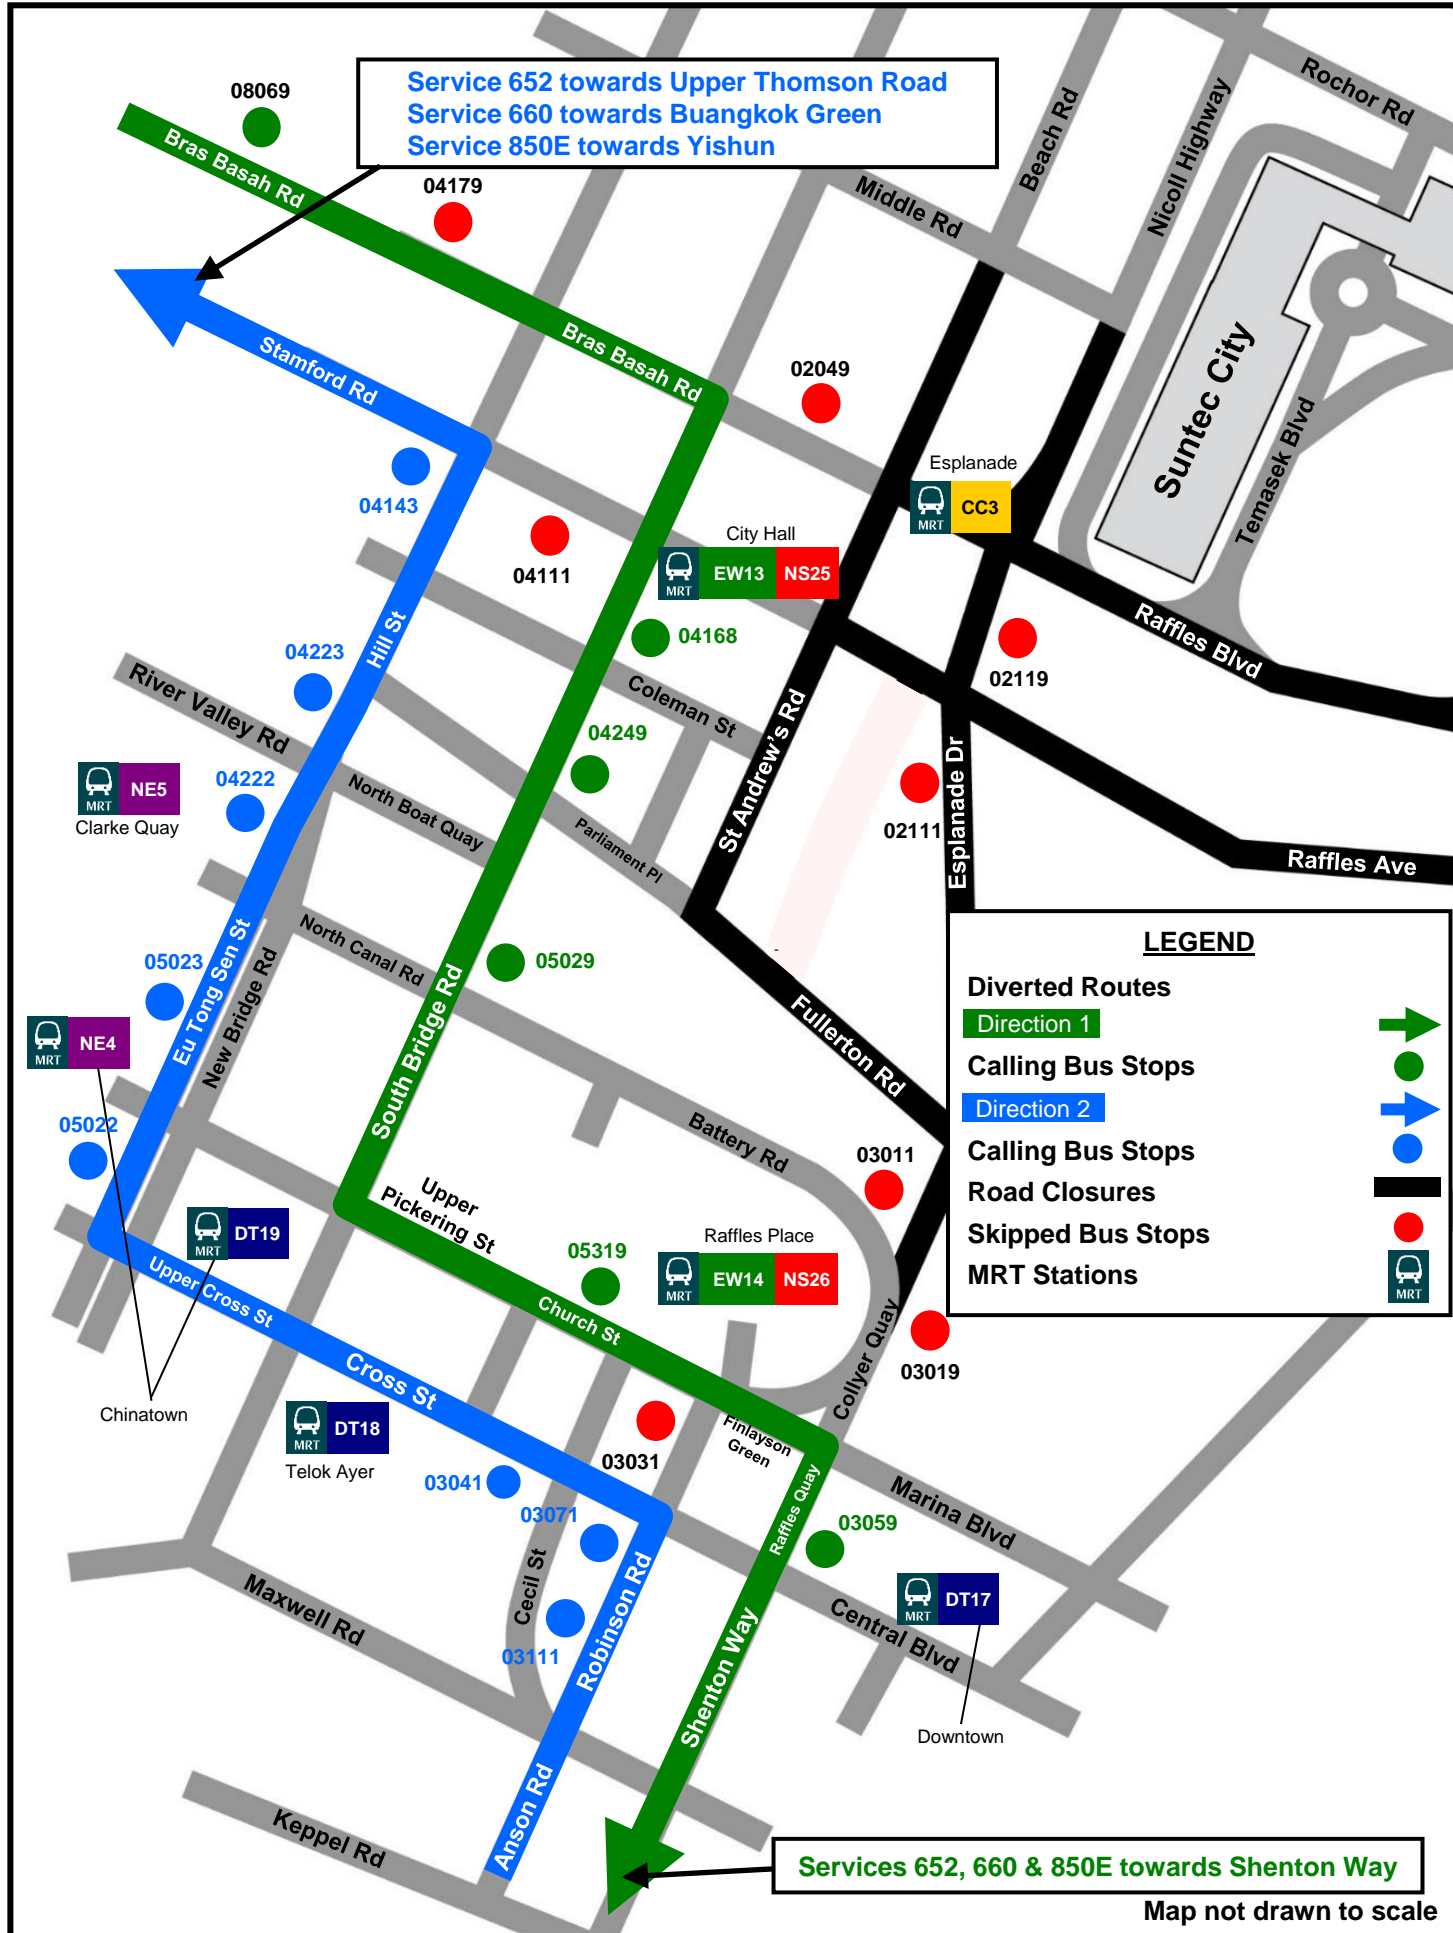 Service 652 towards Upper Thomson Road
Service 660 towards Buangkok Green
Service 850E towards Yishun
08069
Bras Basah Rd
04179
Beach Rd
Nicoll Highway
Rochor Rd
Middle Rd
Stamford Rd
Bras Basah Rd
02049
Suntec City
Temasek Blvd
Esplanade
MRT
CC3
04143
04111
City Hall
MRT
EW13
NS25
Hill St
04168
04223
Raffles Blvd
02119
River Valley Rd
Coleman St
04249
St Andrew's Rd
Esplanade Dr
04222
MRT
NE5
Clarke Quay
North Boat Quay
Parliament Pl
02111
Raffles Ave
05023
Eu Tong Sen St
New Bridge Rd
North Canal Rd
05029
South Bridge Rd
Fullerton Rd
MRT
NE4
05022
Battery Rd
03011
LEGEND
Diverted Routes
Direction 1
Calling Bus Stops
Direction 2
Calling Bus Stops
Road Closures
Skipped Bus Stops
MRT Stations
MRT
Upper
Pickering St
MRT
DT19
Upper Cross St
05319
Church St
Raffles Place
MRT
EW14
NS26
Collyer Quay
03019
Cross St
Chinatown
MRT
DT18
Telok Ayer
03031
Finlayson
Green
03041
03071
Raffles Quay
03059
Marina Blvd
Cecil St
Robinson Rd
Maxwell Rd
03111
Shenton Way
MRT
DT17
Central Blvd
Downtown
Anson Rd
Keppel Rd
Services 652, 660 & 850E towards Shenton Way
Map not drawn to scale